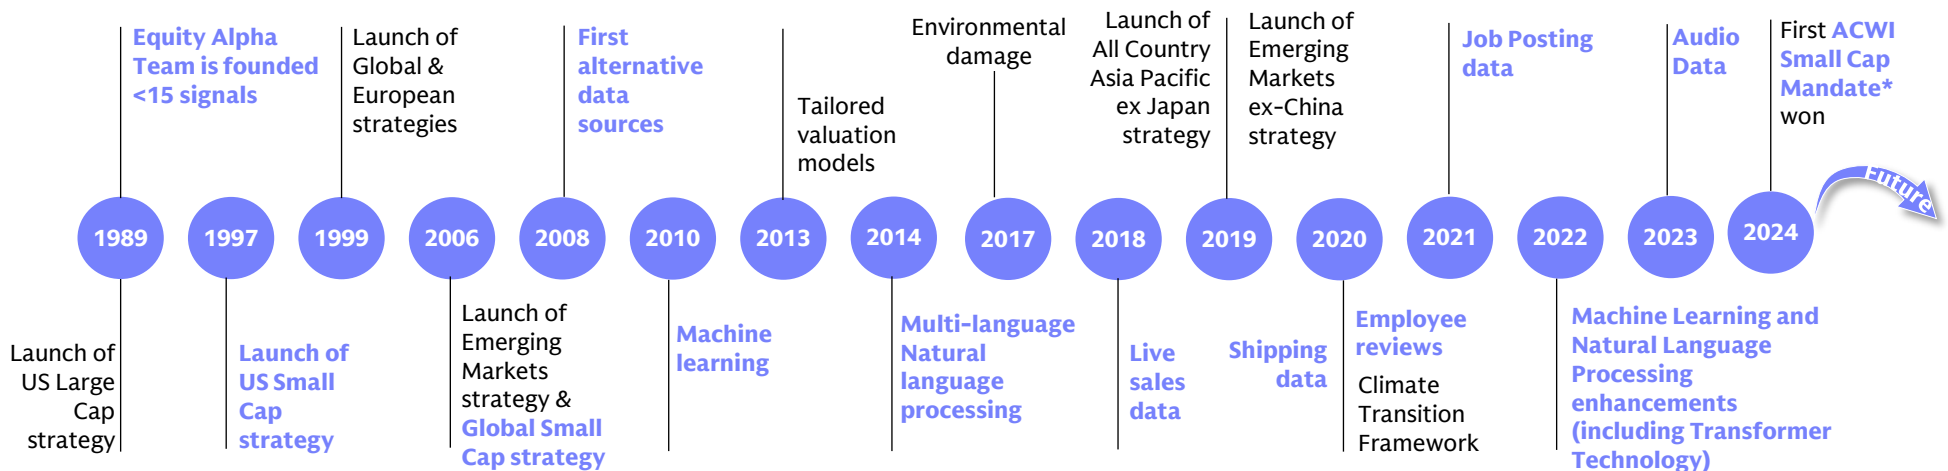 Equity Alpha
Team is founded
<15 signals
Launch of
Global &
European
strategies
First
alternative
data
sources
Tailored
valuation
models
Environmental
damage
Launch of
All Country
Asia Pacific
ex Japan
strategy
Launch of
Emerging
Markets
ex-China
strategy
Job Posting
data
Audio
Data
First ACWI
Small Cap
Mandate*
won
Future
1989
1997
1999
2006
2008
2010
2013
2014
2017
2018
2019
2020
2021
2022
2023
2024
Launch of
US Large
Cap
strategy
Launch of
US Small
Cap
strategy
Launch of
Emerging
Markets
strategy &
Global Small
Cap strategy
Machine
learning
Multi-language
Natural
language
processing
Live
sales
data
Shipping
data
Employee
reviews
Climate
Transition
Framework
Machine Learning and
Natural Language
Processing
enhancements
(including Transformer
Technology)